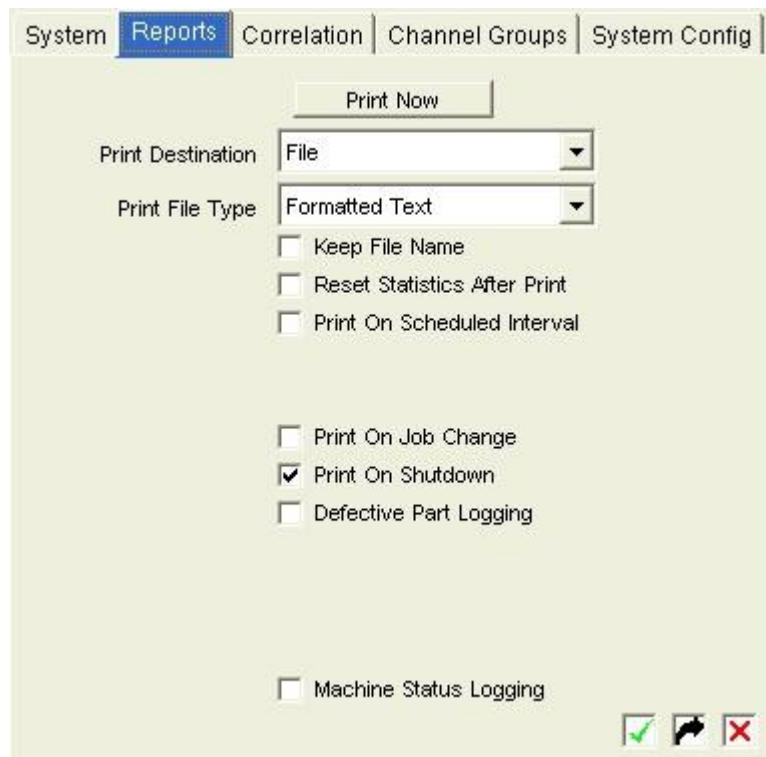 System Reports Correlation Channel Groups System Config
Print Now
Print Destination File
Print File Type Formatted Text
Keep File Name
Reset Statistics After Print
Print On Scheduled Interval
Print On Job Change
Print On Shutdown
Defective Part Logging
Machine Status Logging